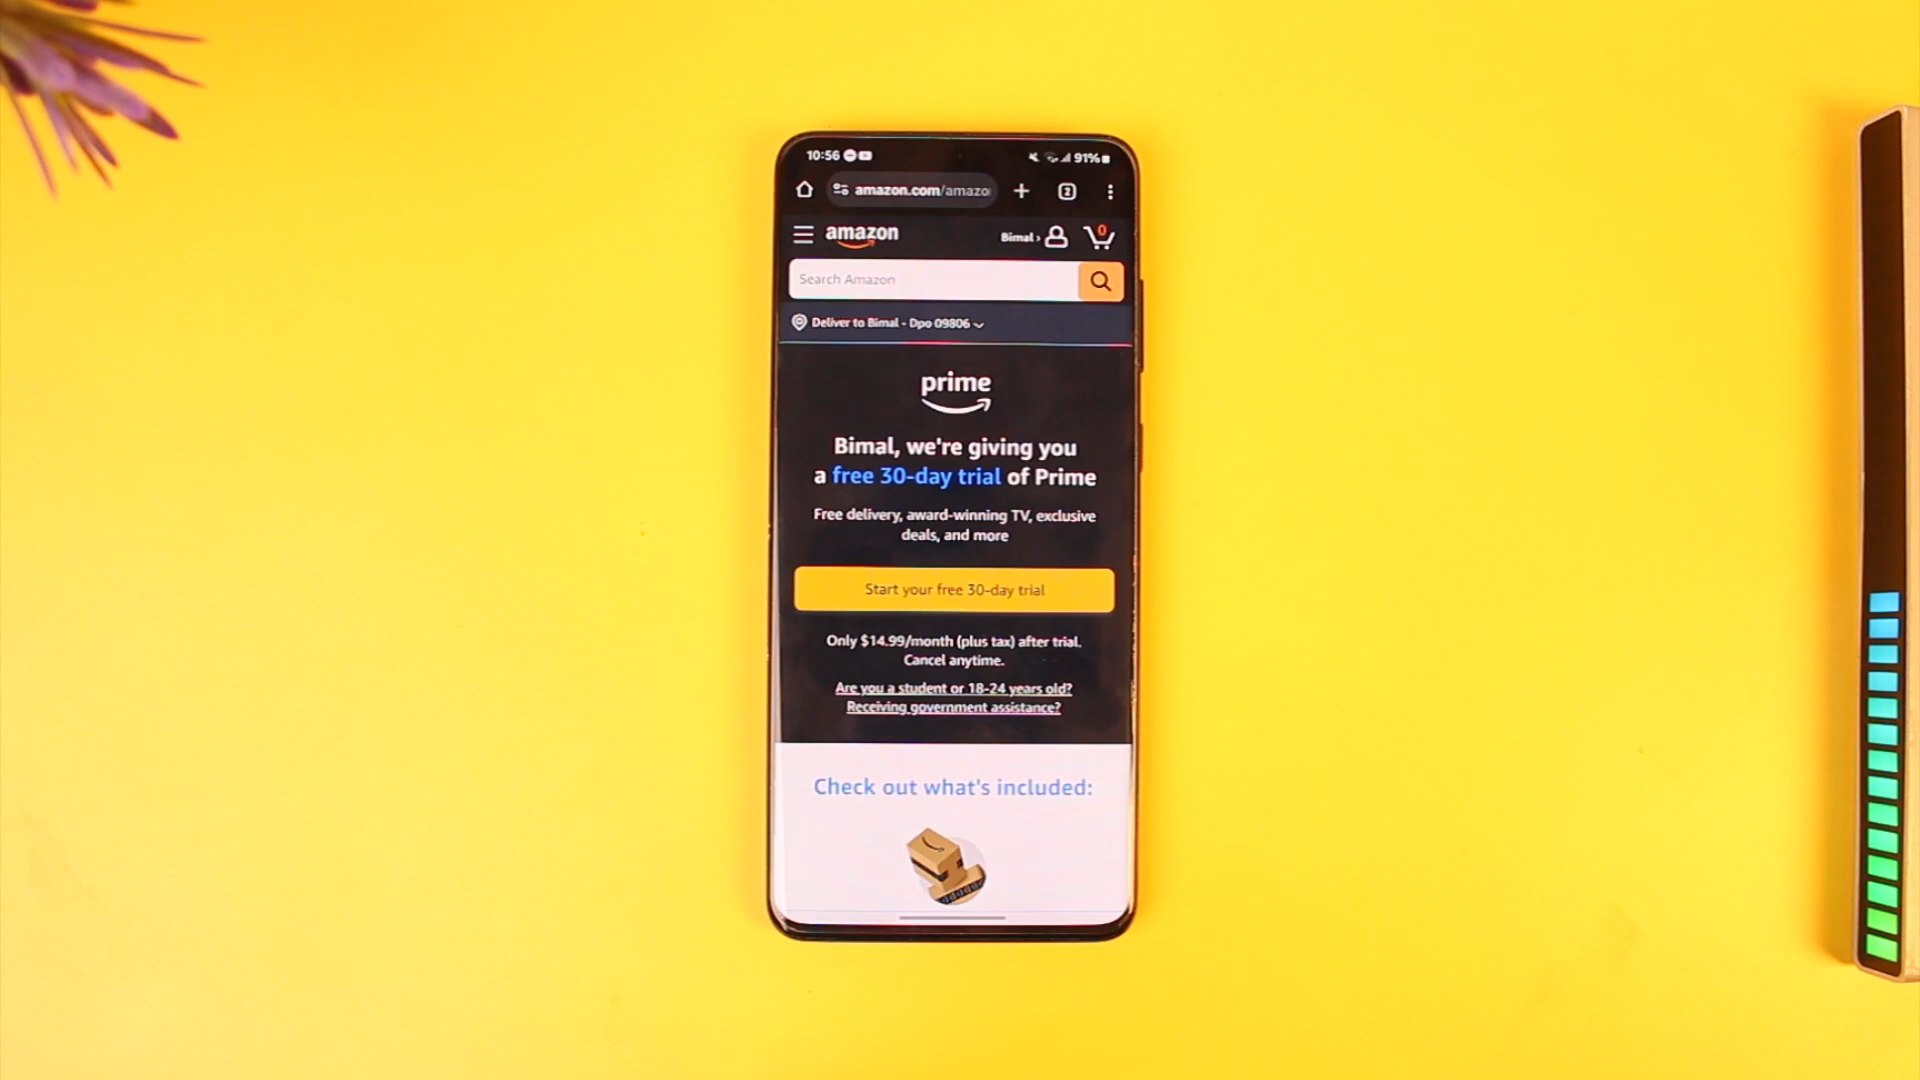 10:56
91%
amazon.com/amazo
2
amazon
Bimal ›
0
Search Amazon
Deliver to Bimal - Dpo 09806
prime
Bimal, we're giving you
a free 30-day trial of Prime
Free delivery, award-winning TV, exclusive
deals, and more
Start your free 30-day trial
Only $14.99/month (plus tax) after trial.
Cancel anytime.
Are you a student or 18-24 years old?
Receiving government assistance?
Check out what's included: